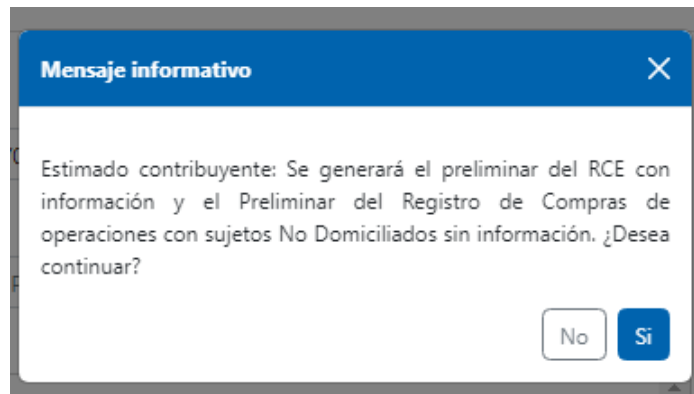 Mensaje informativo
Estimado contribuyente: Se generará el preliminar del RCE con
información y el Preliminar del Registro de Compras de
operaciones con sujetos No Domiciliados sin información. ¿Desea
continuar?
No
Si